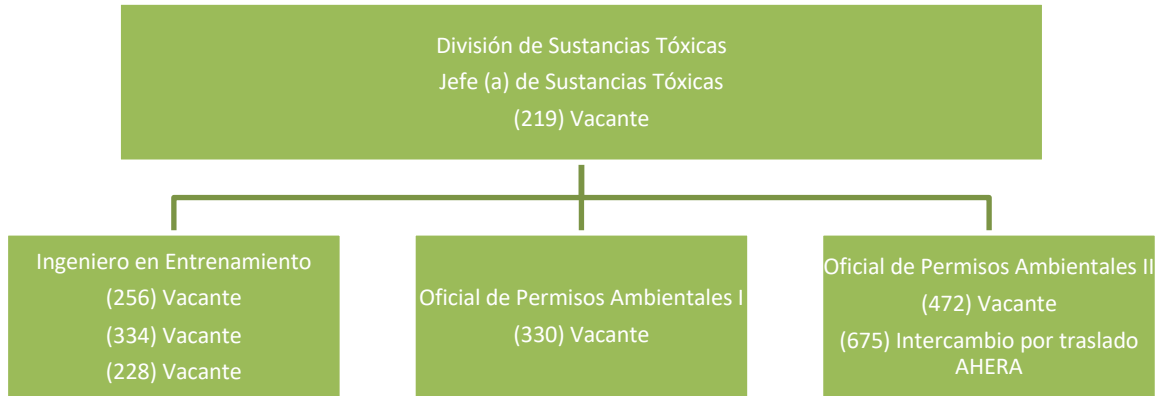 División de Sustancias Tóxicas
Jefe (a) de Sustancias Tóxicas
(219) Vacante
Ingeniero en Entrenamiento
(256) Vacante
(334) Vacante
(228) Vacante
Oficial de Permisos Ambientales I
(330) Vacante
Oficial de Permisos Ambientales II
(472) Vacante
(675) Intercambio por traslado
AHERA